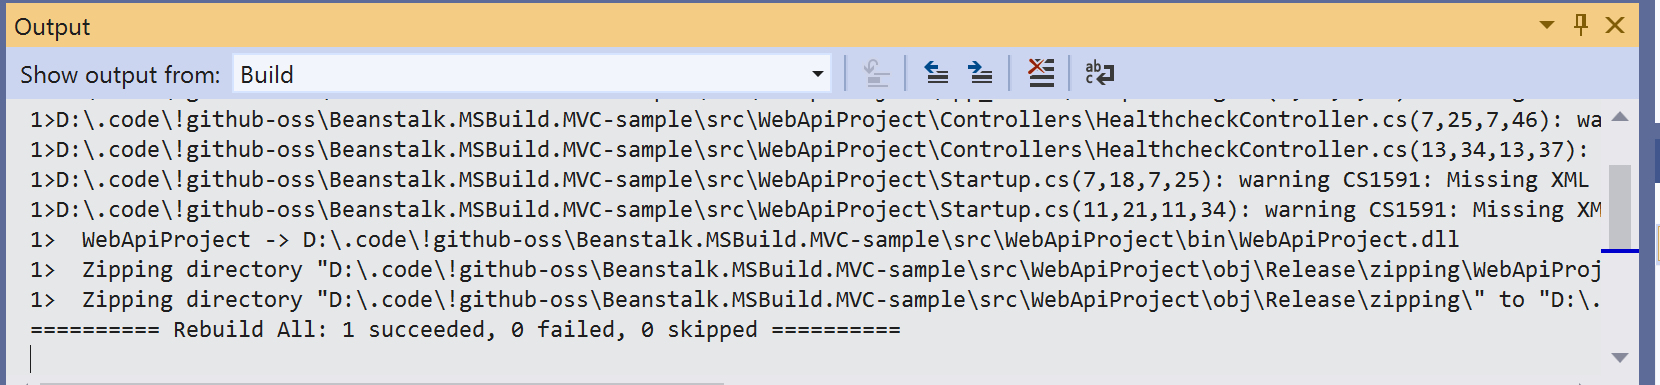 Output
Show output from: Build
1>D:\.code\!github-oss\Beanstalk.MSBuild.MVC-sample\src\WebApiProject\Controllers\HealthcheckController.cs(7,25,7,46): wa
1>D:\.code\!github-oss\Beanstalk.MSBuild.MVC-sample\src\WebApiProject\Controllers\HealthcheckController.cs(13,34,13,37):
1>D:\.code\!github-oss\Beanstalk.MSBuild.MVC-sample\src\WebApiProject\Startup.cs(7,18,7,25): warning CS1591: Missing XML
1>D:\.code\!github-oss\Beanstalk.MSBuild.MVC-sample\src\WebApiProject\Startup.cs(11,21,11,34): warning CS1591: Missing XM
1>  WebApiProject -> D:\.code\!github-oss\Beanstalk.MSBuild.MVC-sample\src\WebApiProject\bin\WebApiProject.dll
1>  Zipping directory "D:\.code\!github-oss\Beanstalk.MSBuild.MVC-sample\src\WebApiProject\obj\Release\zipping\WebApiProj
1>  Zipping directory "D:\.code\!github-oss\Beanstalk.MSBuild.MVC-sample\src\WebApiProject\obj\Release\zipping\" to "D:\.
========== Rebuild All: 1 succeeded, 0 failed, 0 skipped ==========